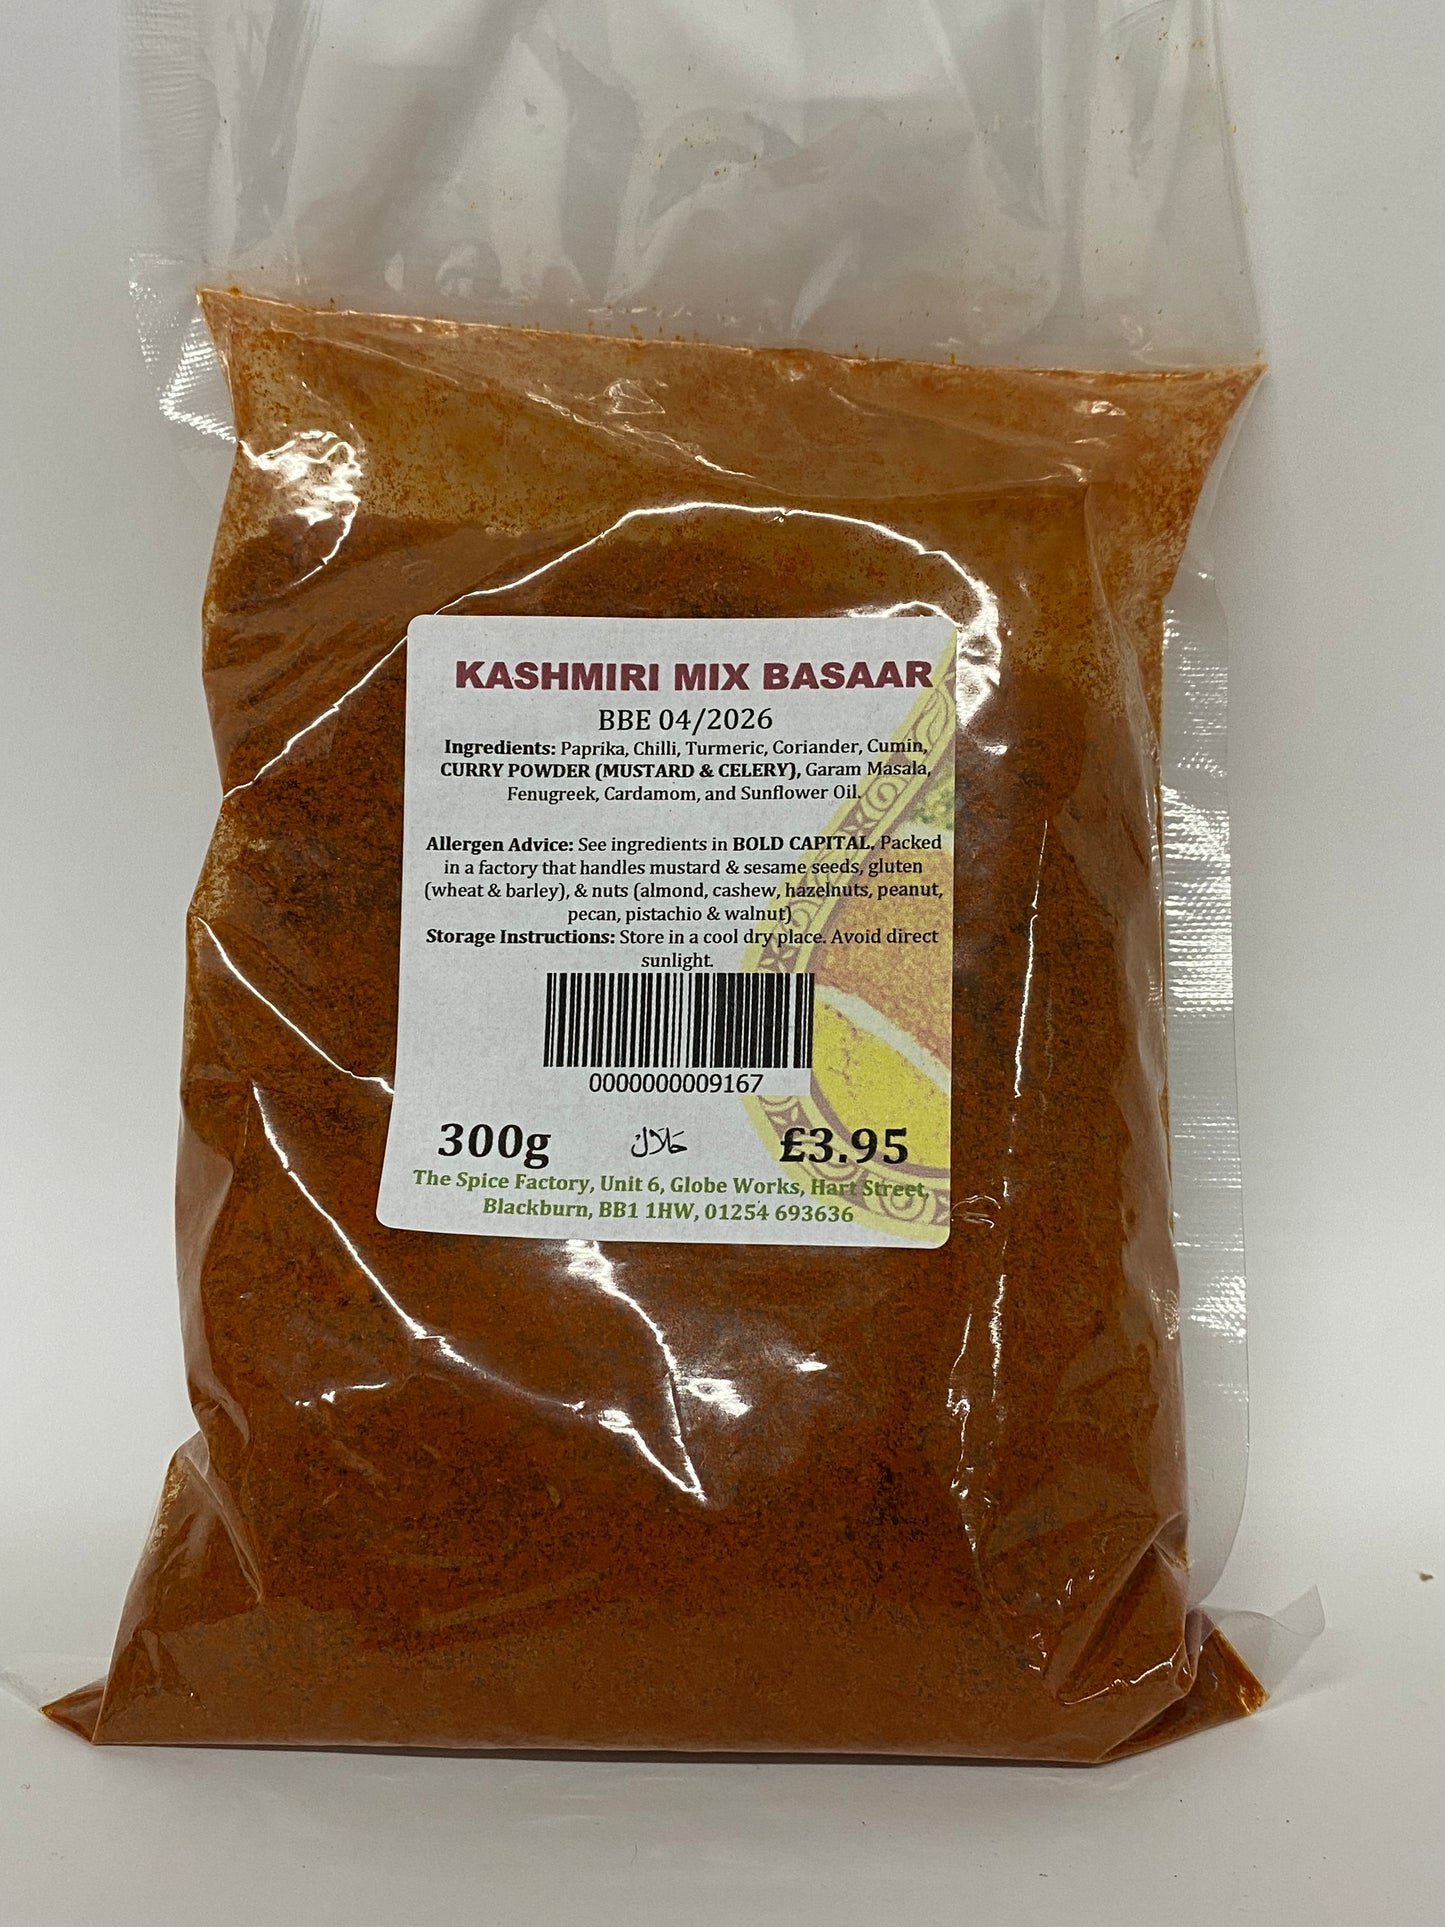 KASHMIRI MIX BASAAR
BBE 04/2026
Ingredients: Paprika, Chilli, Turmeric, Coriander, Cumin,
CURRY POWDER (MUSTARD & CELERY), Garam Masala,
Fenugreek, Cardamom, and Sunflower Oil.
Allergen Advice: See ingredients in BOLD CAPITAL. Packed
in a factory that handles mustard & sesame seeds, gluten
(wheat & barley), & nuts (almond, cashew, hazelnuts, peanut,
pecan, pistachio & walnut)
Storage Instructions: Store in a cool dry place. Avoid direct
sunlight.
0000000009167
300g حَلَالْ £3.95
The Spice Factory, Unit 6, Globe Works, Hart Street,
Blackburn, BB1 1HW, 01254 693636